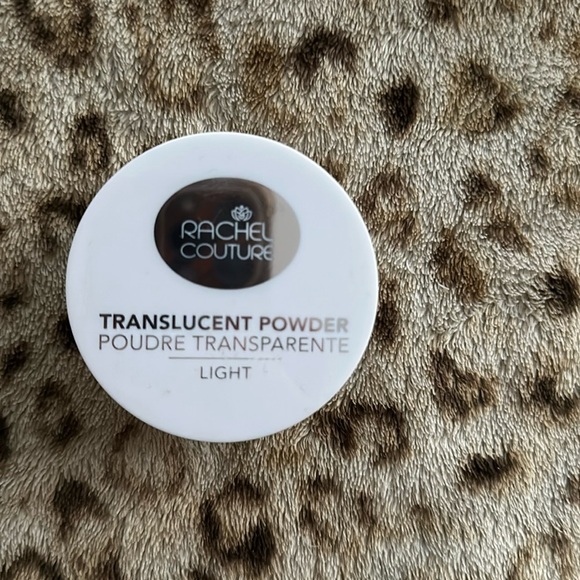 RACHEL
COUTURE
TRANSLUCENT POWDER
POUDRE TRANSPARENTE
LIGHT